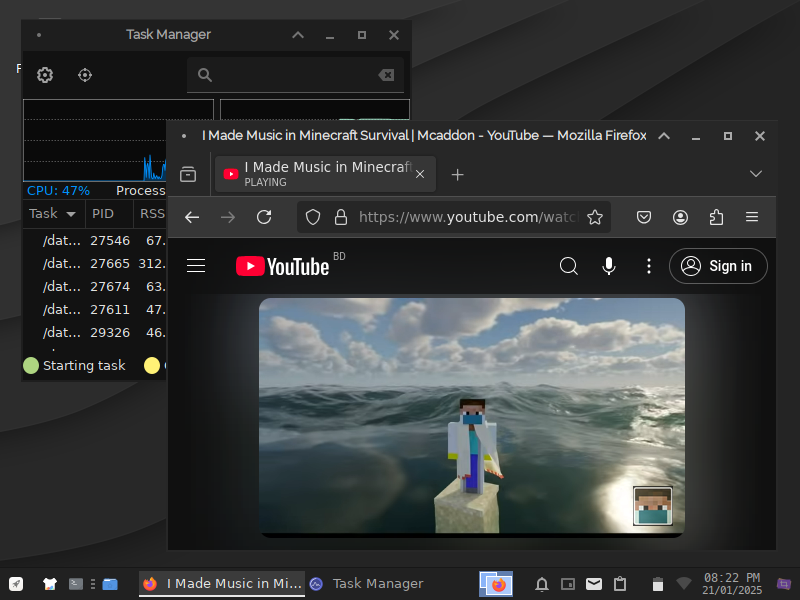 Task Manager
CPU: 47%
Process
Task
PID
RSS
/dat... 27546 67.
/dat... 27665 312.
/dat... 27674 63.
/dat... 27611 47.
/dat... 29326 46.
Starting task
I Made Music in Minecraft Survival | Mcaddon - YouTube — Mozilla Firefox
I Made Music in Minecraft
PLAYING
https://www.youtube.com/watc
YouTube
BD
Sign in
I Made Music in Mi...
Task Manager
08:22 PM
21/01/2025